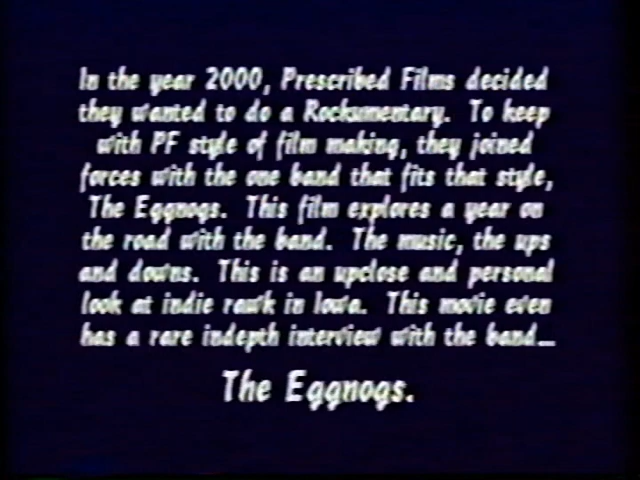 In the year 2000, Prescribed Films decided
they wanted to do a Rocksmentary.  To keep
with PF style of film making, they joined
forces with the one band that fits that style,
The Eggnogs.  This film explores a year on
the road with the band.  The music, the ups
and downs.  This is an upclose and personal
look at indie rawk in Iowa.  This movie even
has a rare indepth interview with the band...
The Eggnogs.